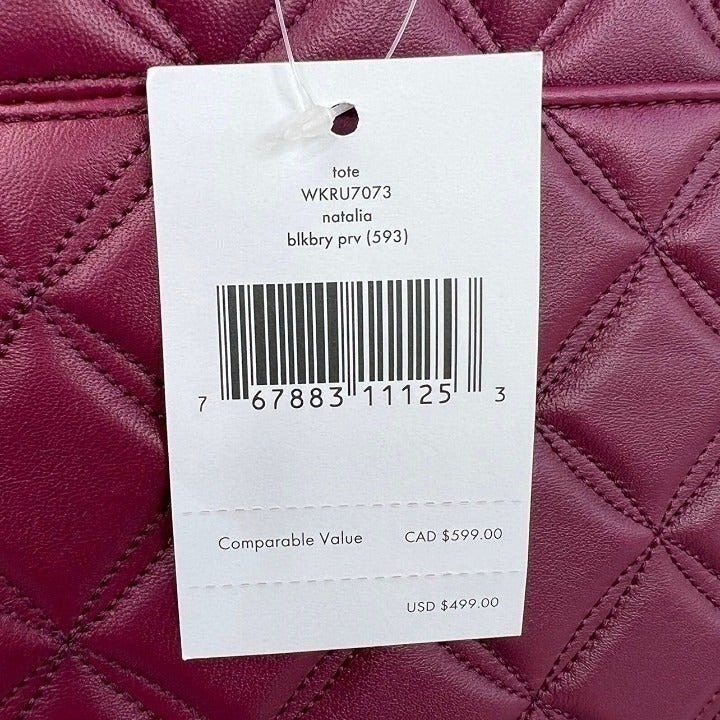 tote
WKRU7073
natalia
blkbry prv (593)
7 67883 11125 3
Comparable Value CAD $599.00
USD $499.00